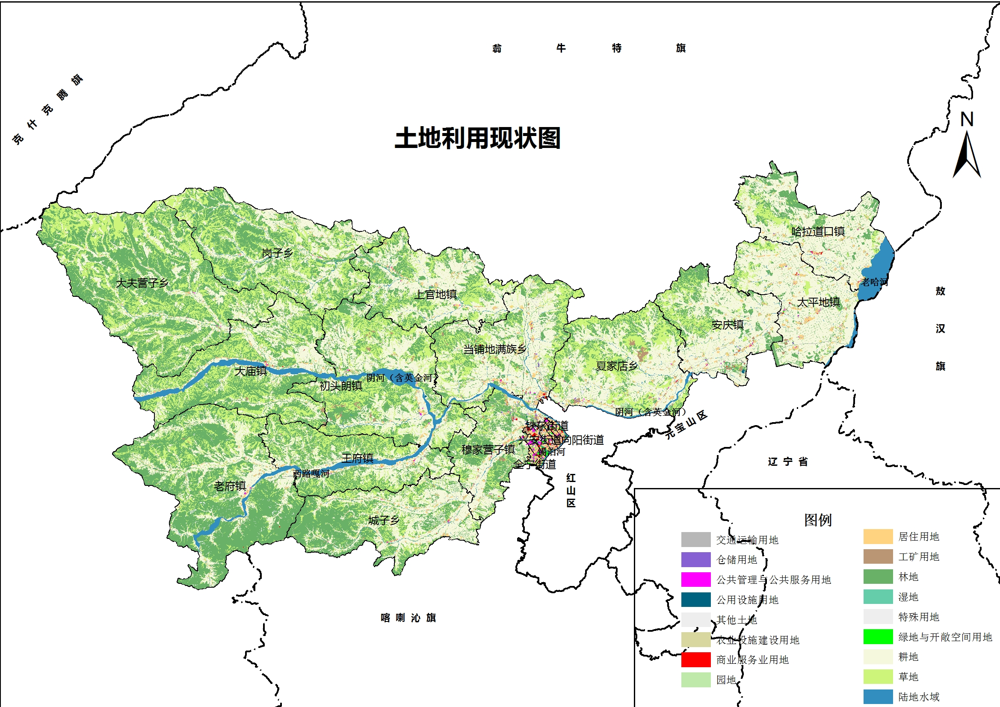 翁牛特旗
克什克腾旗
土地利用现状图
N
哈拉道口镇
岗子乡
老哈河
大夫营子乡
上官地镇
太平地镇
敖汉旗
安庆镇
当铺地满族乡
夏家店乡
大庙镇
阴河（含英金河）
初头朗镇
阴河（含英金河）
元宝山区
铁东街道
兴安街道
向阳街道
穆家营子镇
锡泊河
王府镇
全宁街道
辽宁省
西路嘎河
老府镇
红山区
城子乡
喀喇沁旗
图例
交通运输用地
仓储用地
公共管理与公共服务用地
公用设施用地
其他土地
农业设施建设用地
商业服务业用地
园地
居住用地
工矿用地
林地
湿地
特殊用地
绿地与开敞空间用地
耕地
草地
陆地水域